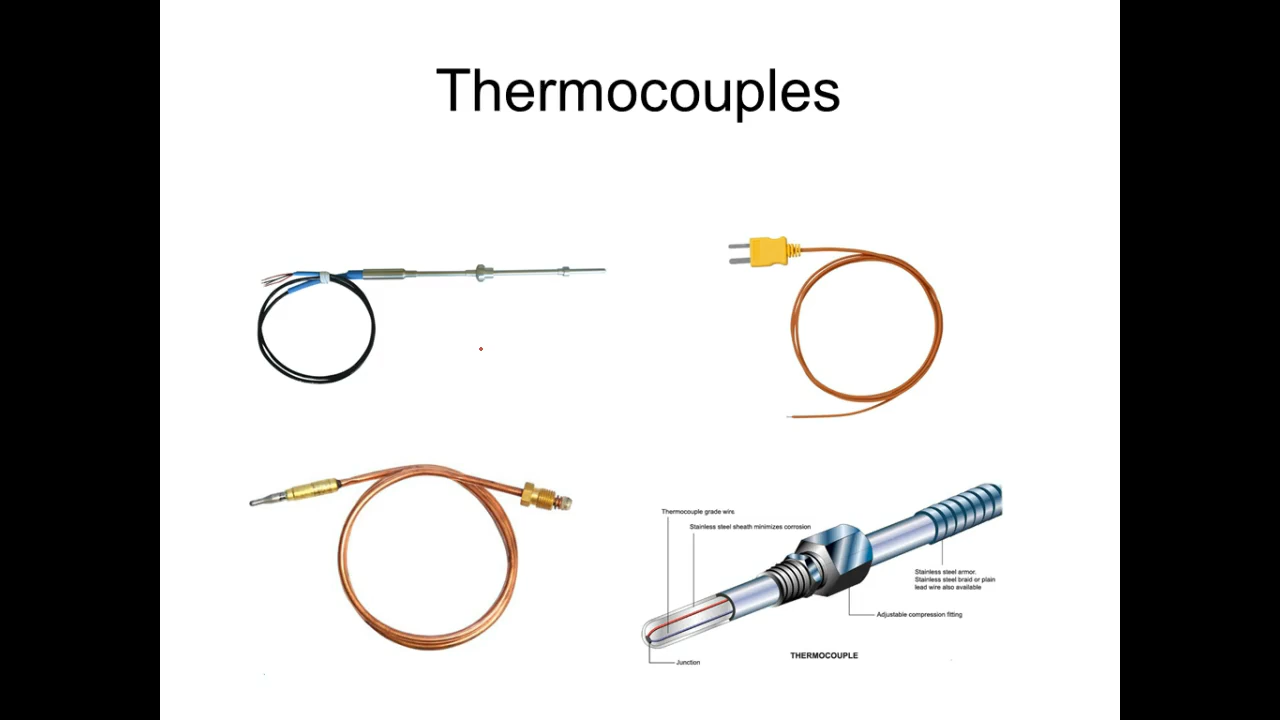 Thermocouples
Thermocouple grade wire
Stainless steel sheath minimizes corrosion
Stainless steel armor.
Stainless steel braid or plain
lead wire also available
Adjustable compression fitting
THERMOCOUPLE
Junction